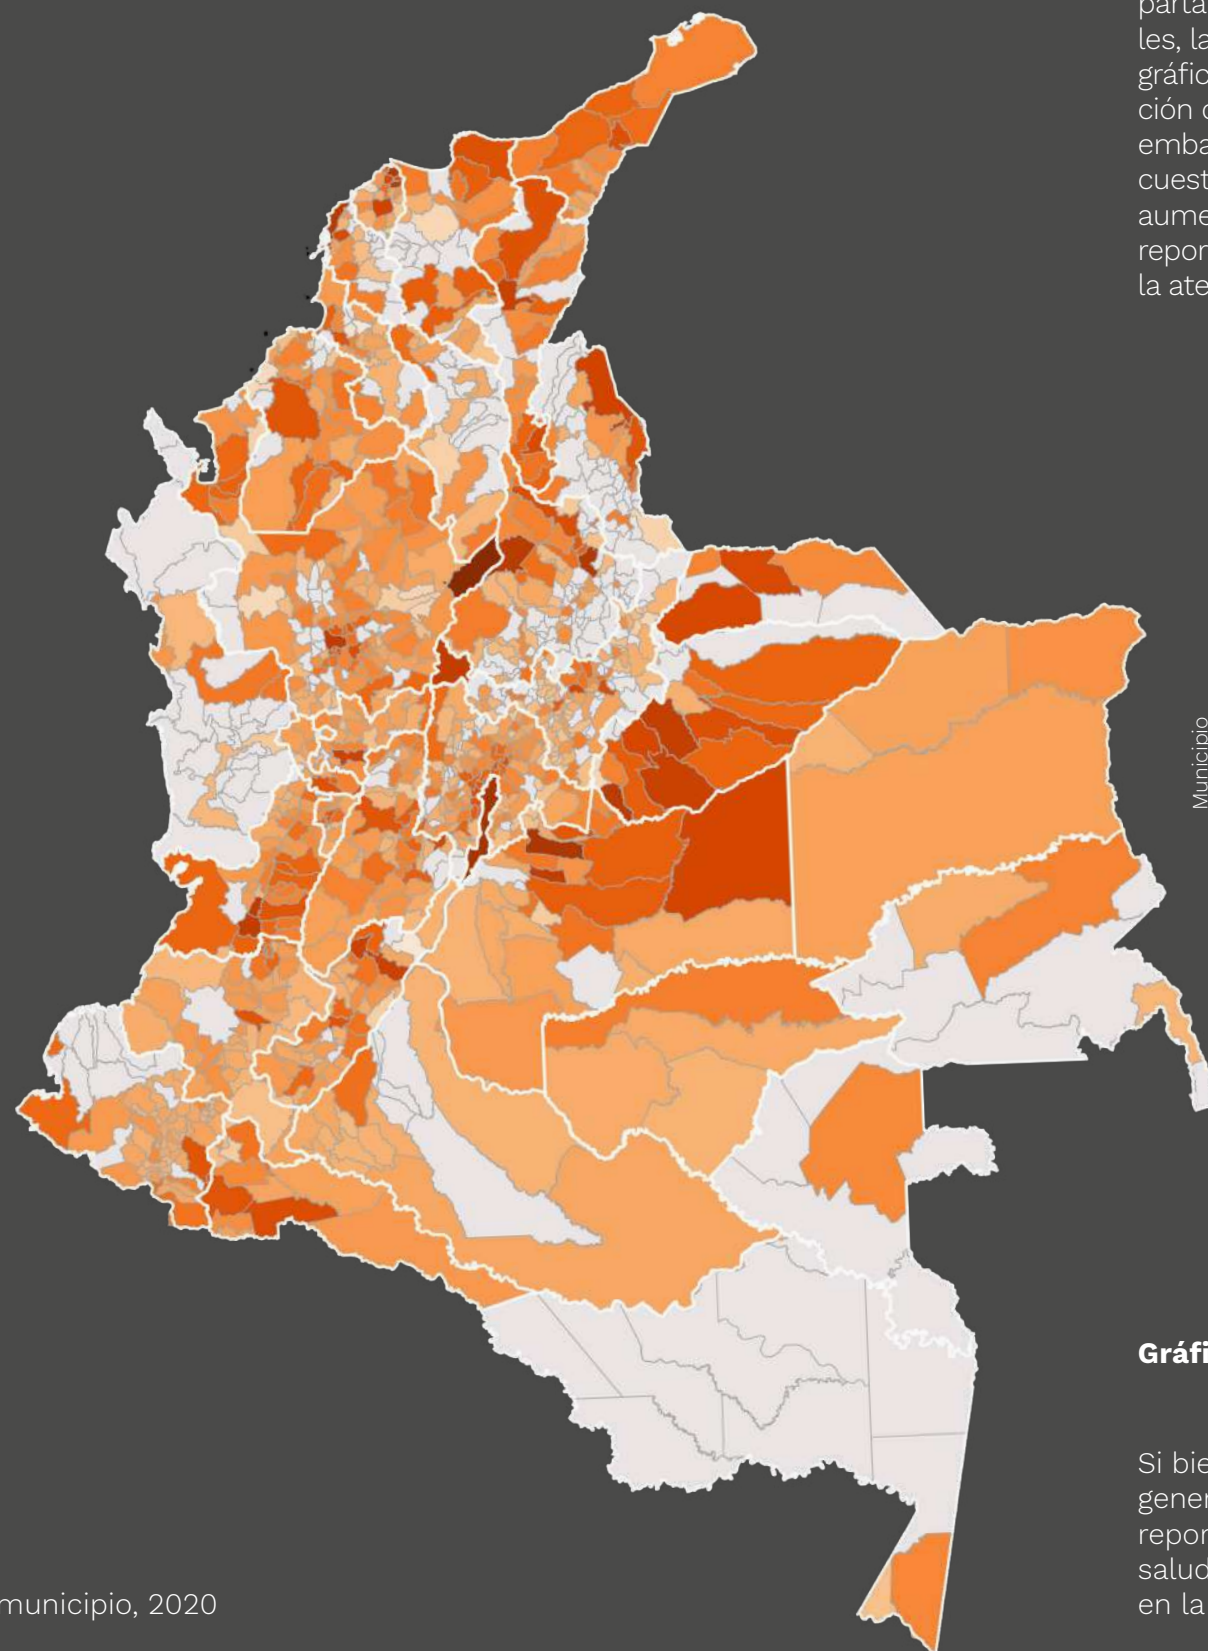 parta
les, la
gráfic
ción d
emba
cuest
aume
repor
la ate
Municipio
Gráfi
Si bie
gener
repor
salud
en la
municipio, 2020